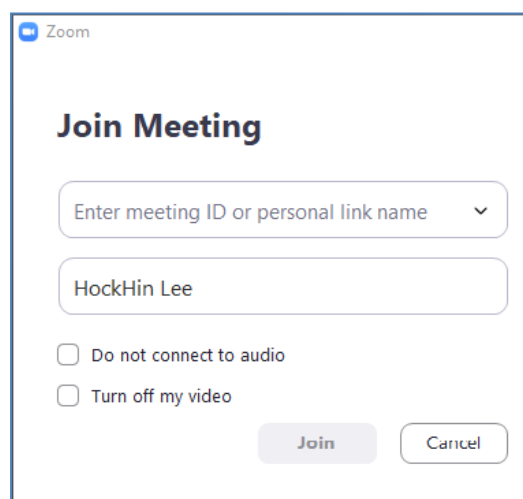 Zoom
Join Meeting
Enter meeting ID or personal link name
HockHin Lee
Do not connect to audio
Turn off my video
Join Cancel